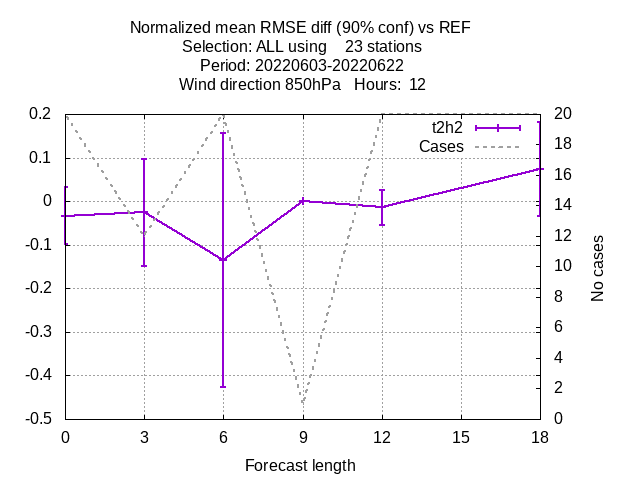 Normalized mean RMSE diff (90% conf) vs REF
Selection: ALL using    23 stations
Period: 20220603-20220622
Wind direction 850hPa   Hours:  12
t2h2
Cases
0.2
0.1
0
-0.1
-0.2
-0.3
-0.4
-0.5
20
18
16
14
12
10
8
6
4
2
0
No cases
0 3 6 9 12 15 18
Forecast length